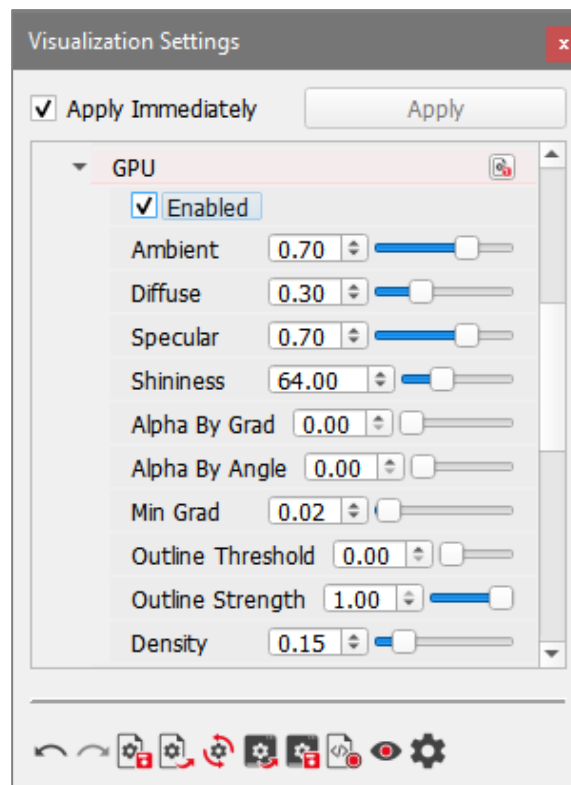 Visualization Settings
x
Apply Immediately
Apply
GPU
Enabled
Ambient 0.70
Diffuse 0.30
Specular 0.70
Shininess 64.00
Alpha By Grad 0.00
Alpha By Angle 0.00
Min Grad 0.02
Outline Threshold 0.00
Outline Strength 1.00
Density 0.15